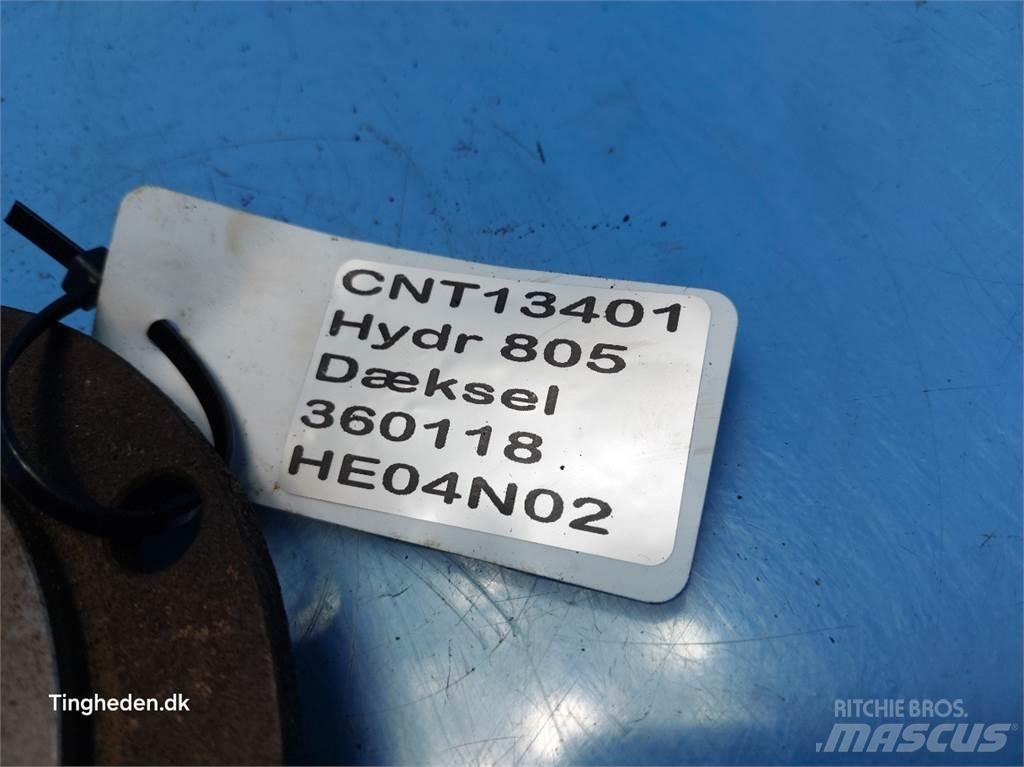 CNT13401
Hydr 805
Dæksel
360118
HE04N02
Tingheden.dk
RITCHIE BROS.
MASCUS